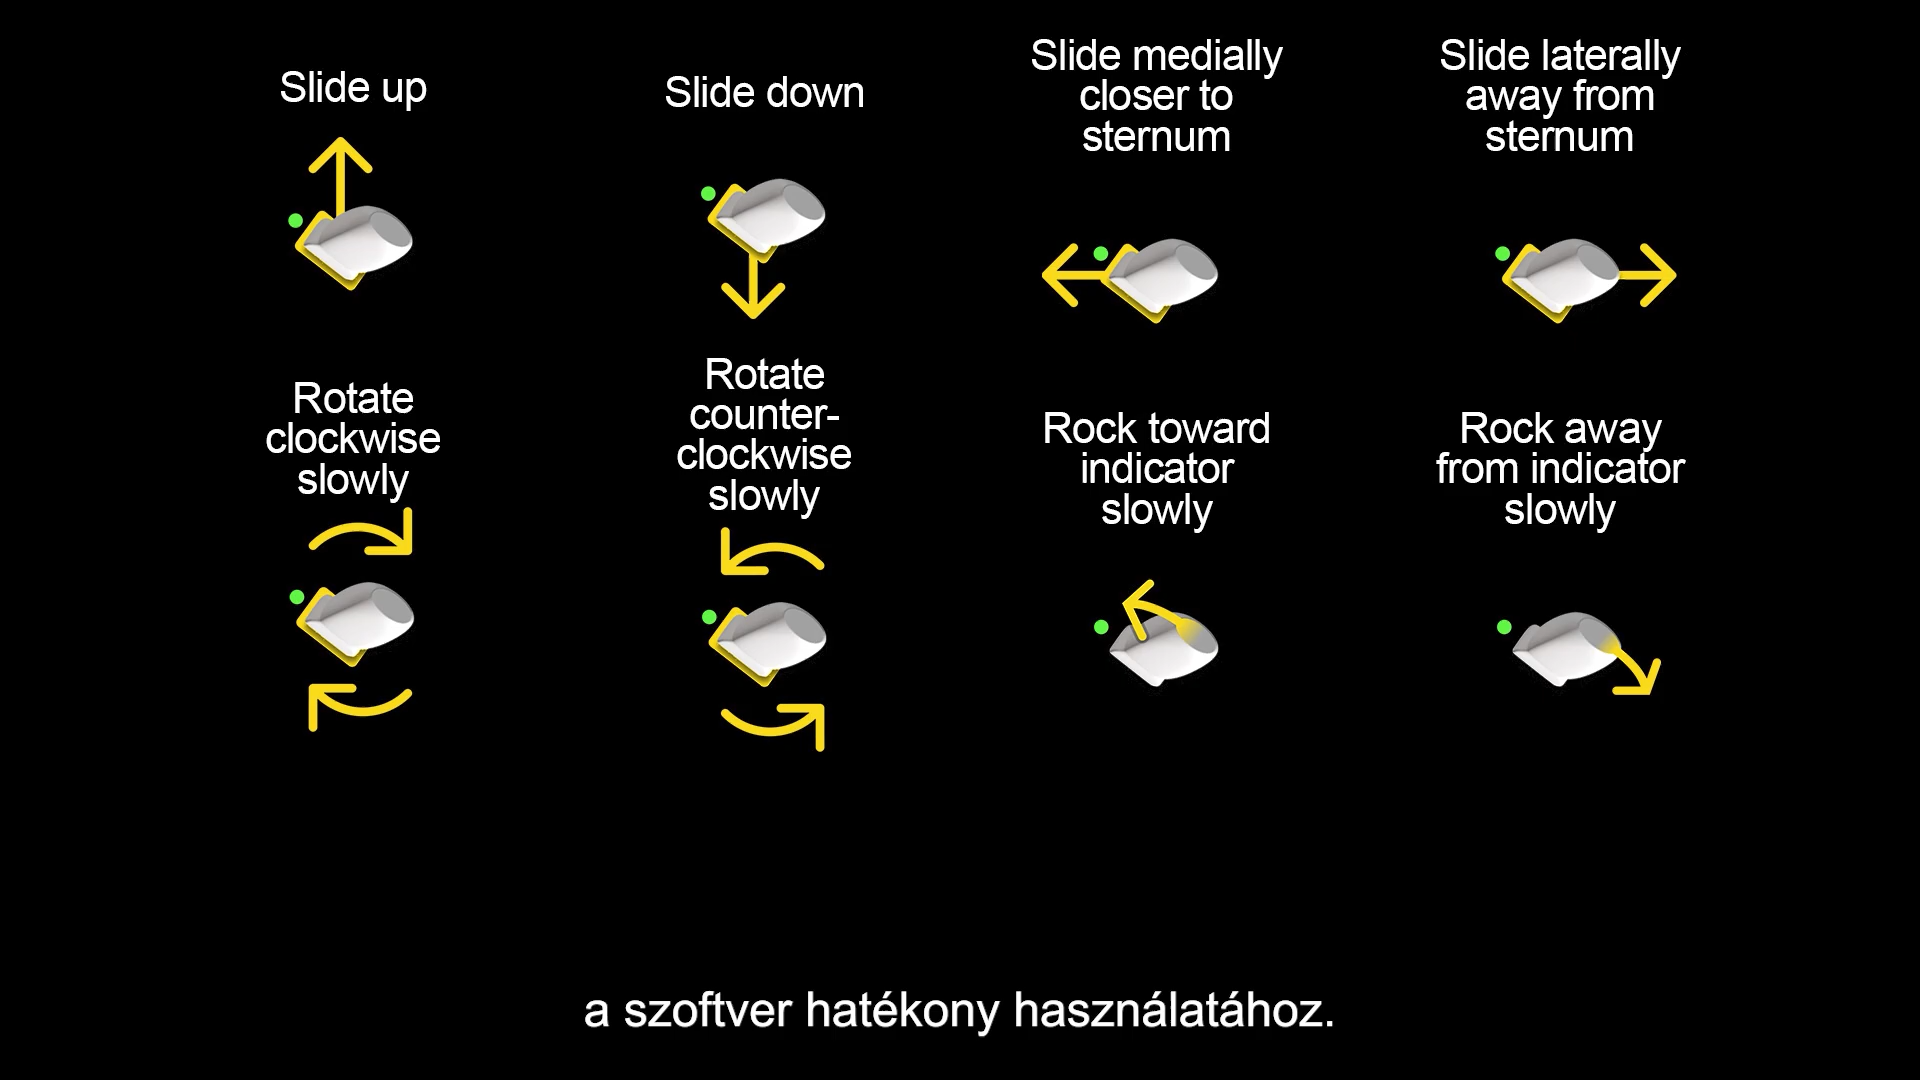 Slide up
Slide down
Slide medially
closer to
sternum
Slide laterally
away from
sternum
Rotate
clockwise
slowly
Rotate
counter-
clockwise
slowly
Rock toward
indicator
slowly
Rock away
from indicator
slowly
a szoftver hatékony használatához.